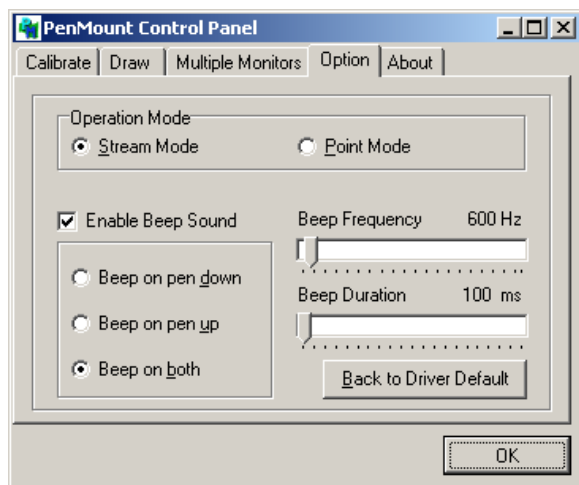 PenMount Control Panel
Calibrate Draw Multiple Monitors Option About
Operation Mode
Stream Mode Point Mode
Enable Beep Sound
Beep Frequency 600 Hz
Beep on pen down
Beep on pen up
Beep on both
Beep Duration 100 ms
Back to Driver Default
OK